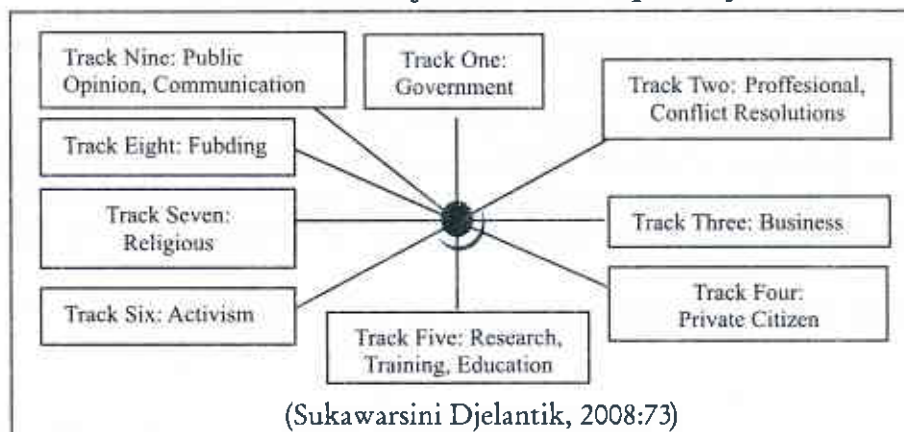 Track Nine: Public
Opinion, Communication
Track One:
Government
Track Two: Proffesional,
Conflict Resolutions
Track Eight: Fubding
Track Seven:
Religious
Track Three: Business
Track Six: Activism
Track Four:
Private Citizen
Track Five: Research,
Training, Education
(Sukawarsini Djelantik, 2008:73)